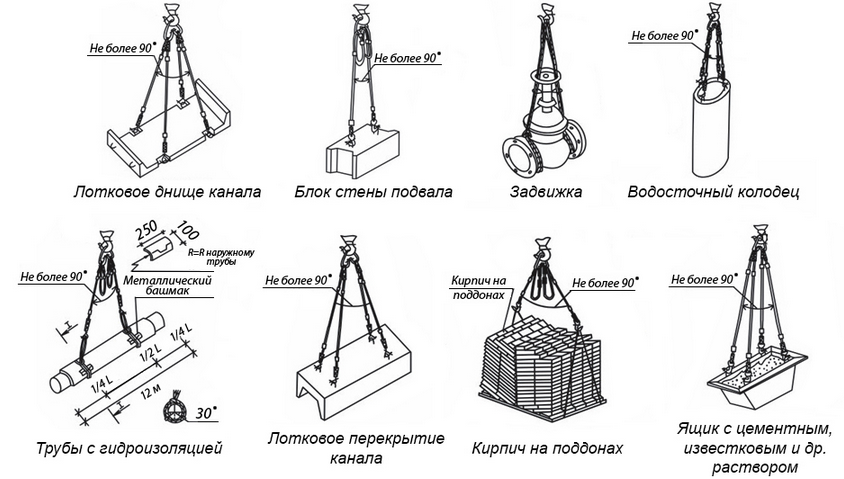 Не более 90°
Лотковое днище канала
Не более 90°
Блок стены подвала
Задвижка
Не более 90°
Водосточный колодец
250
100
R=R наружному
трубы
Не более 90°
Металлический
башмак
I
1/4 L
1/2 L
1/4 L
12 м
I
30°
Трубы с гидроизоляцией
Не более 90°
Лотковое перекрытие
канала
Кирпич на
поддонах
Не более 90°
Кирпич на поддонах
Не более 90°
Ящик с цементным,
известковым и др.
раствором